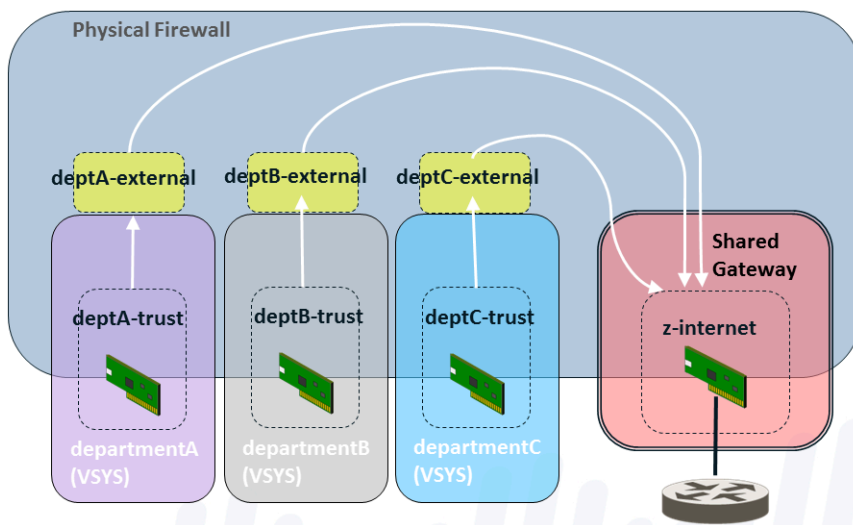 Physical Firewall
deptA-external
deptB-external
deptC-external
Shared
Gateway
deptA-trust
deptB-trust
deptC-trust
z-internet
departmentA
(VSYS)
departmentB
(VSYS)
departmentC
(VSYS)